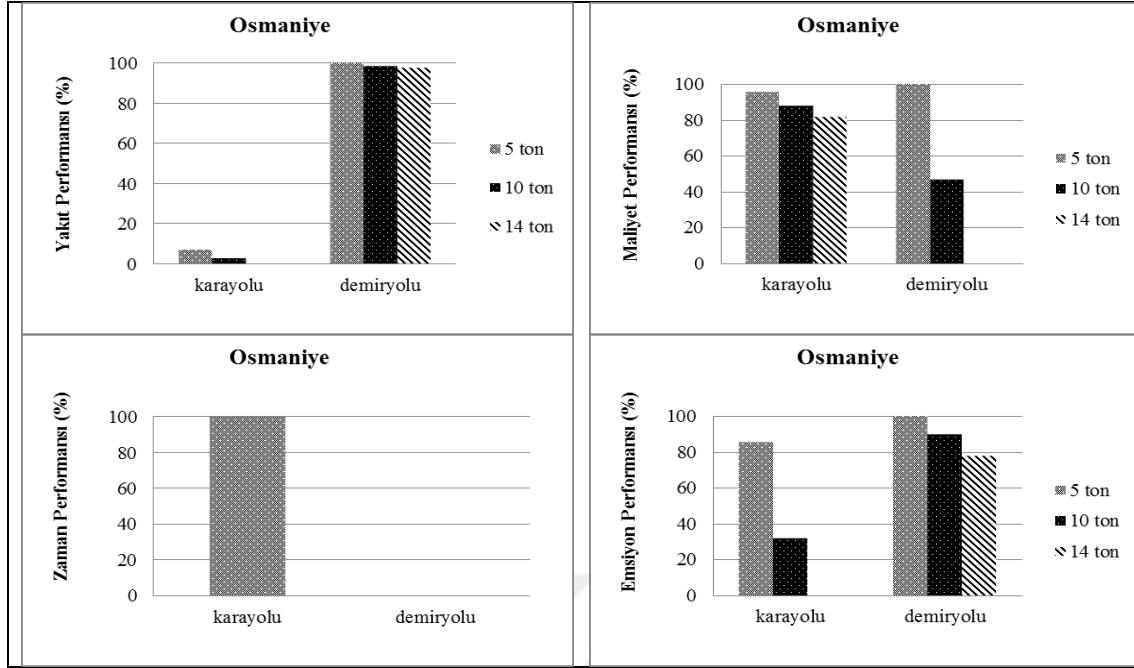 Osmaniye
Yakıt Performansı (%)
100
80
60
40
20
0
karayolu
demiryolu
5 ton
10 ton
14 ton
Osmaniye
Maliyet Performansı (%)
100
80
60
40
20
0
karayolu
demiryolu
5 ton
10 ton
14 ton
Osmaniye
Zaman Performansı (%)
100
80
60
40
20
0
karayolu
demiryolu
Osmaniye
Emsiyon Performansı (%)
100
80
60
40
20
0
karayolu
demiryolu
5 ton
10 ton
14 ton